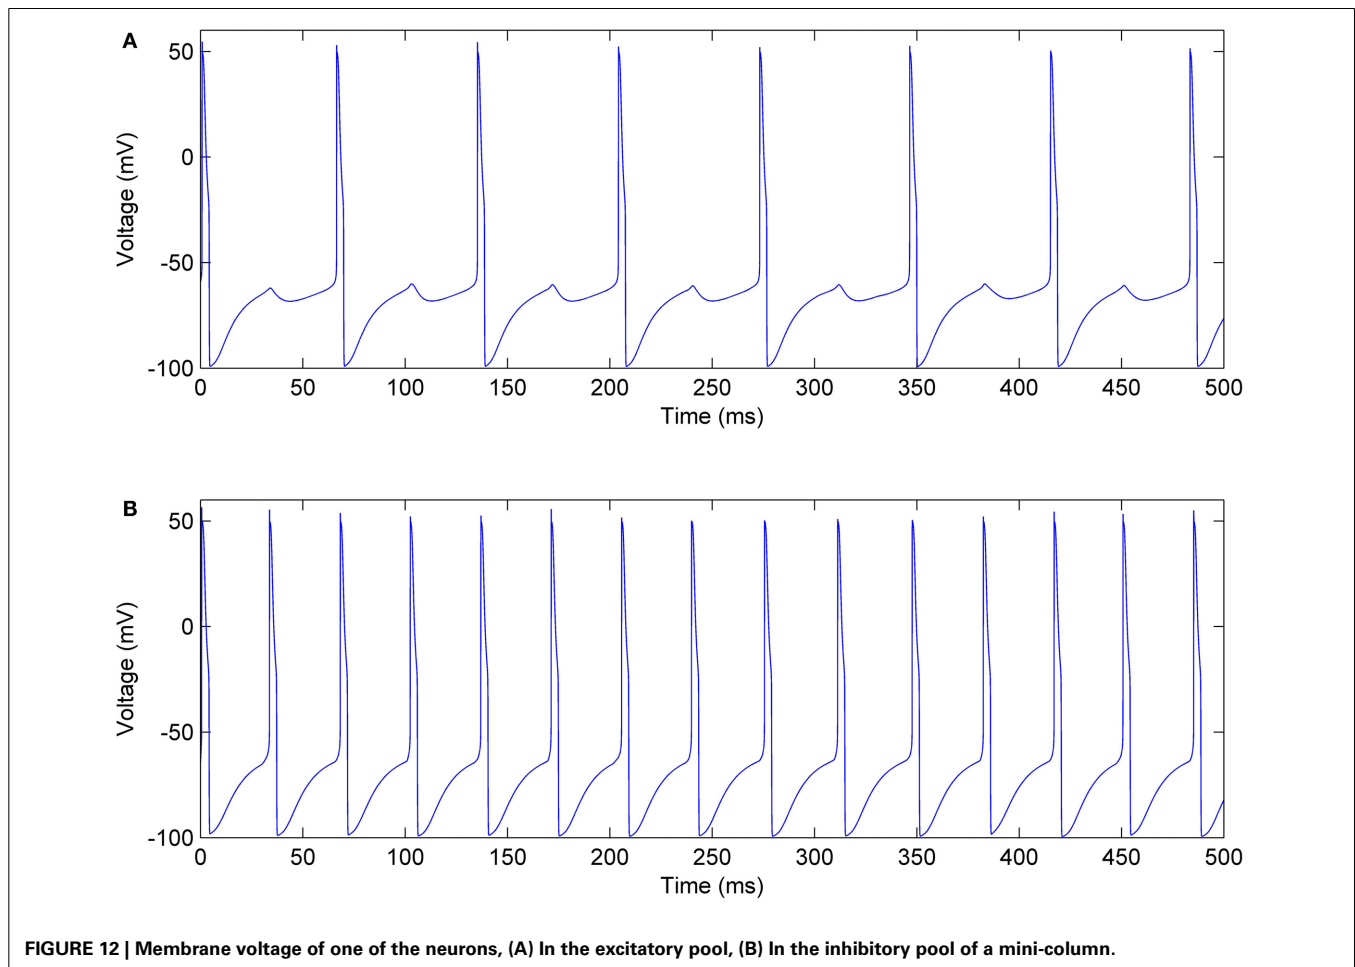 A
50
0
-50
-100
Voltage (mV)
0 50 100 150 200 250 300 350 400 450 500
Time (ms)
B
50
0
-50
-100
Voltage (mV)
0 50 100 150 200 250 300 350 400 450 500
Time (ms)
FIGURE 12 | Membrane voltage of one of the neurons, (A) In the excitatory pool, (B) In the inhibitory pool of a mini-column.